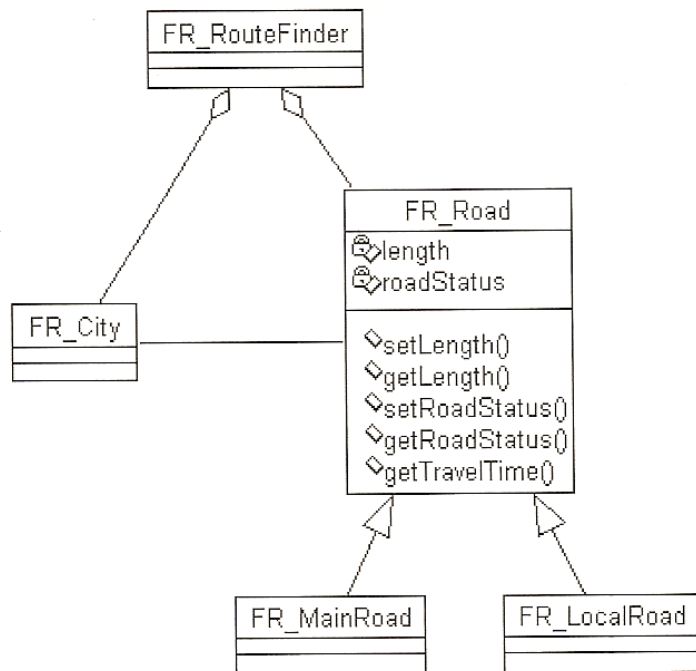 FR_RouteFinder
FR_Road
length
roadStatus
FR_City
setLength()
getLength()
setRoadStatus()
getRoadStatus()
getTravelTime()
FR_MainRoad
FR_LocalRoad